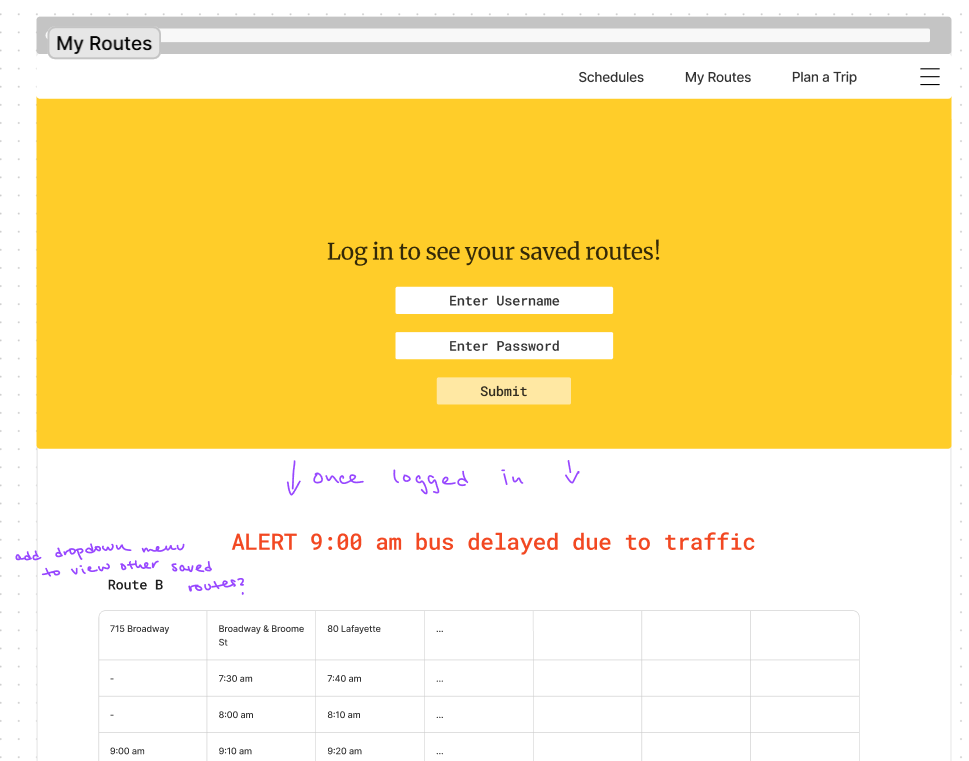 My Routes
Schedules My Routes Plan a Trip
Log in to see your saved routes!
Enter Username
Enter Password
Submit
once logged in
ALERT 9:00 am bus delayed due to traffic
add dropdown menu
to view other saved
routes?
Route B
715 Broadway Broadway & Broome St 80 Lafayette ...
- 7:30 am 7:40 am ...
- 8:00 am 8:10 am ...
9:00 am 9:10 am 9:20 am ...